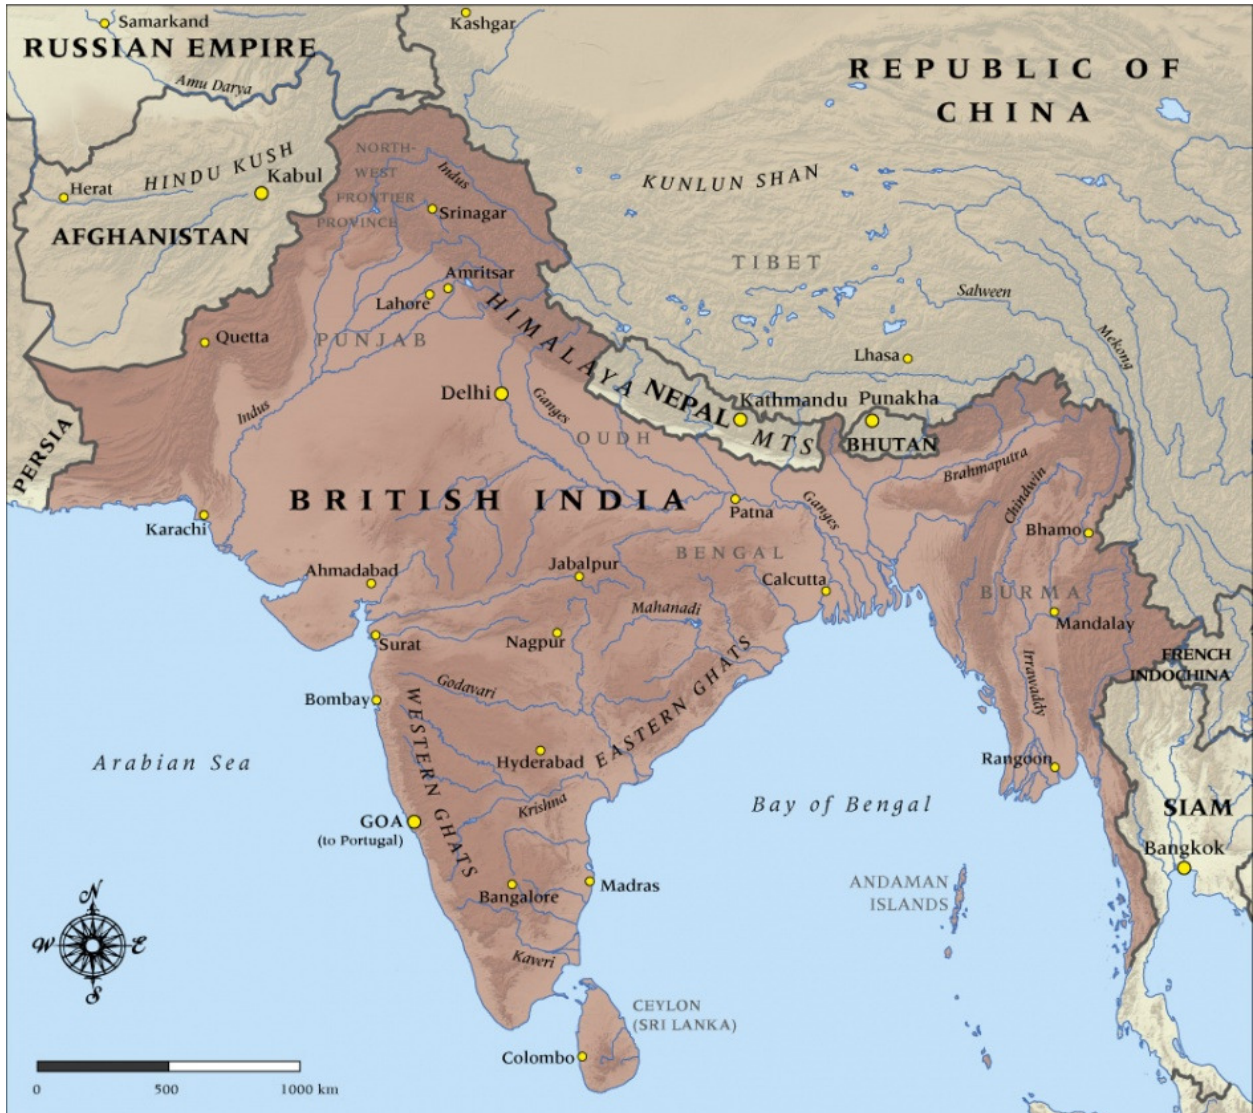 Samarkand
Kashgar
RUSSIAN EMPIRE
REPUBLIC OF
CHINA
Amu Darya
NORTH-
WEST
FRONTIER
PROVINCE
HINDU KUSH
Kabul
Herat
Indus
KUNLUN SHAN
Srinagar
AFGHANISTAN
TIBET
Amritsar
Lahore
Salween
HIMALAYA
MTS
Quetta
PUNJAB
Mekong
Lhasa
Delhi
Indus
Ganges
NEPAL
Kathmandu
Punakha
BHUTAN
PERSIA
OUDH
Brahmaputra
Chindwin
BRITISH INDIA
Ganges
Patna
Karachi
Bhamo
BENGAL
Jabalpur
Ahmadabad
Calcutta
BURMA
Mahanadi
Mandalay
Surat
Nagpur
FRENCH
INDOCHINA
Godavari
Irrawaddy
Bombay
WESTERN GHATS
EASTERN GHATS
Arabian Sea
Hyderabad
Rangoon
Krishna
Bay of Bengal
SIAM
GOA
(to Portugal)
Bangkok
Bangalore
Madras
ANDAMAN
ISLANDS
N
W
E
S
Kaveri
CEYLON
(SRI LANKA)
Colombo
0
500
1000 km